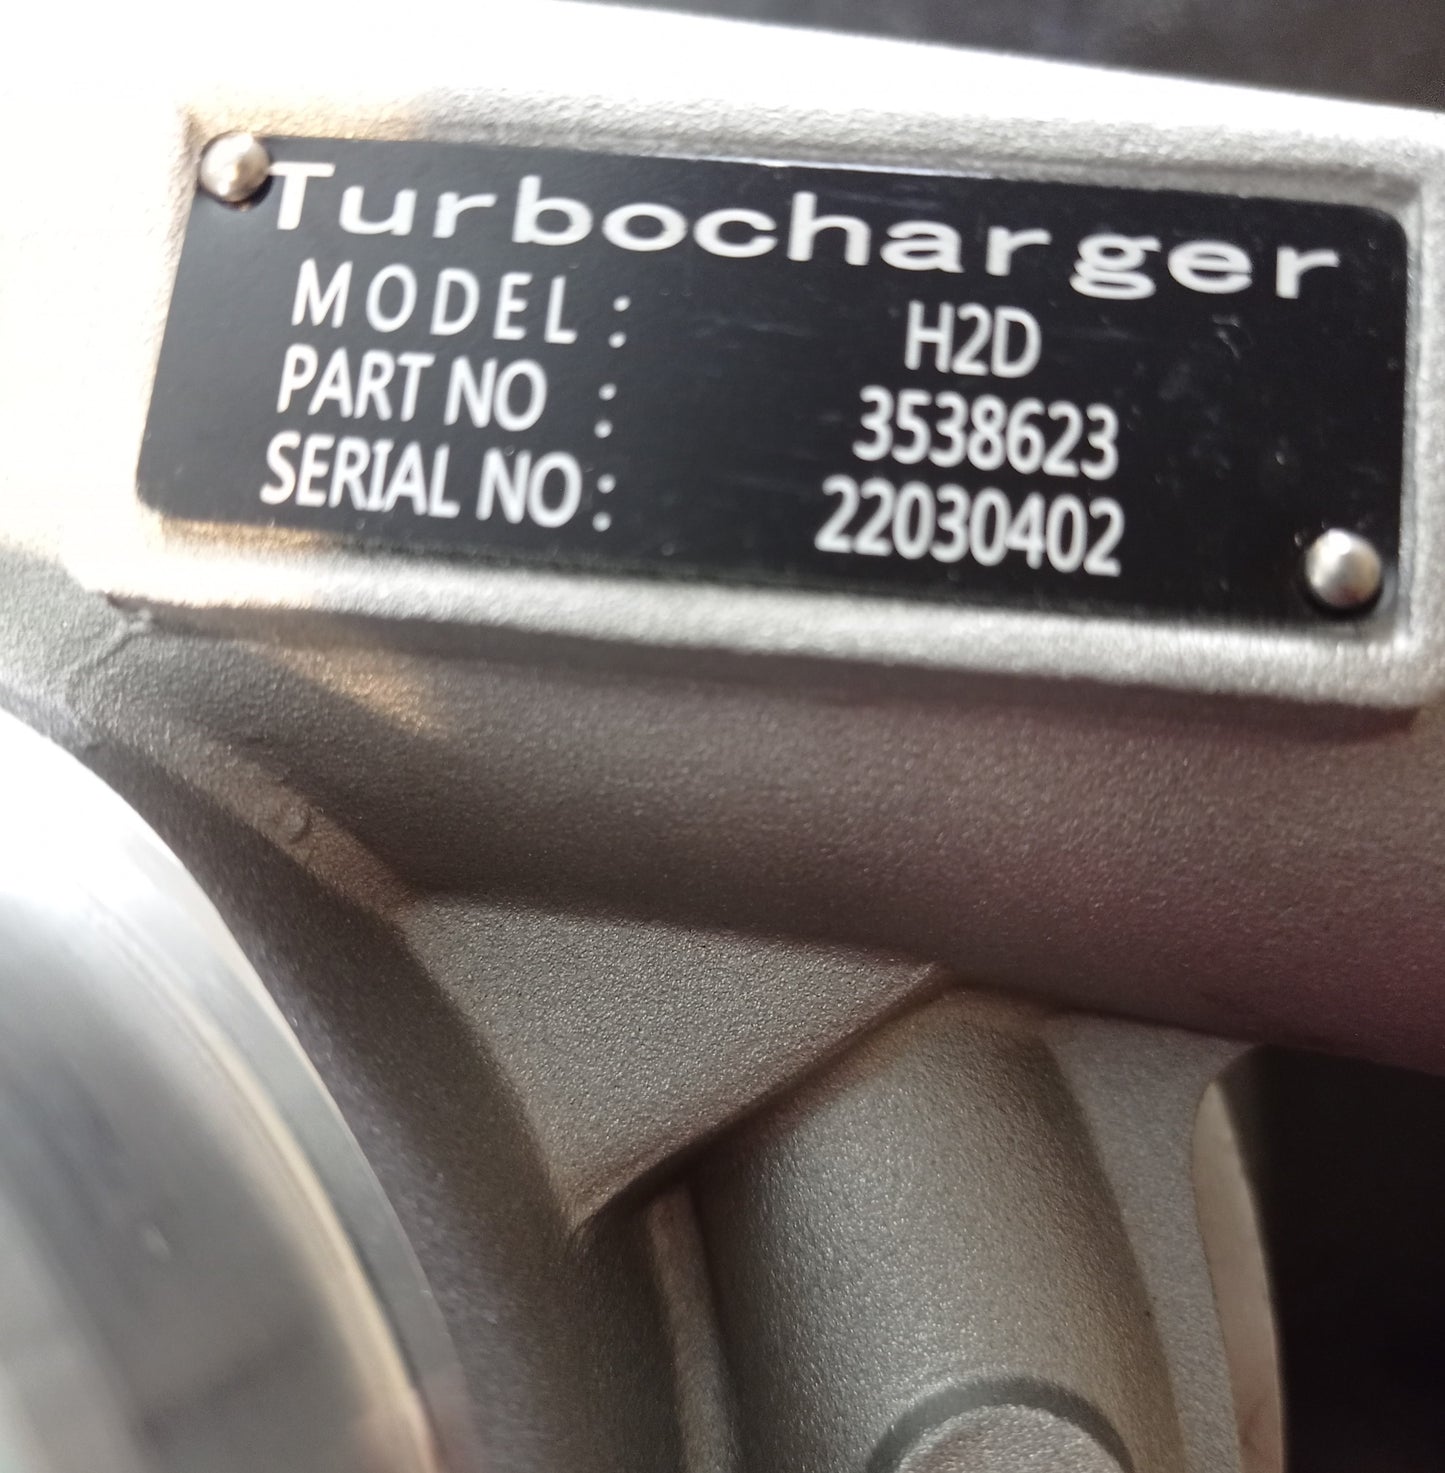 Turbocharger
MODEL : H2D
PART NO : 3538623
SERIAL NO : 22030402